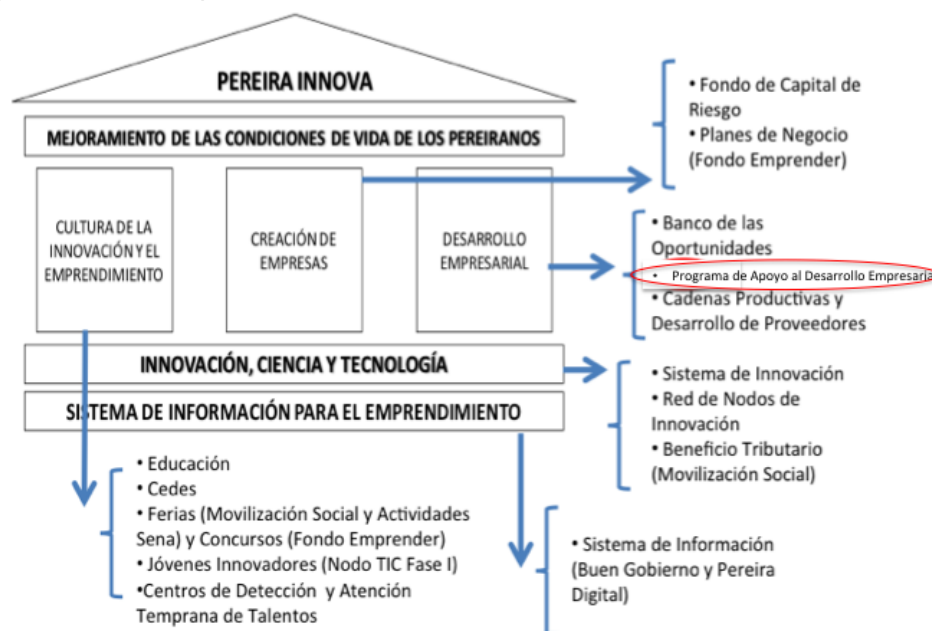 PEREIRA INNOVA
MEJORAMIENTO DE LAS CONDICIONES DE VIDA DE LOS PEREIRANOS
CULTURA DE LA
INNOVACIÓN Y EL
EMPRENDIMIENTO
CREACIÓN DE
EMPRESAS
DESARROLLO
EMPRESARIAL
INNOVACIÓN, CIENCIA Y TECNOLOGÍA
SISTEMA DE INFORMACIÓN PARA EL EMPRENDIMIENTO
• Fondo de Capital de
Riesgo
• Planes de Negocio
(Fondo Emprender)
• Banco de las
Oportunidades
• Programa de Apoyo al Desarrollo Empresaria
• Cadenas Productivas y
Desarrollo de Proveedores
• Sistema de Innovación
• Red de Nodos de
Innovación
• Beneficio Tributario
(Movilización Social)
• Educación
• Cedes
• Ferias (Movilización Social y Actividades
Sena) y Concursos (Fondo Emprender)
• Jóvenes Innovadores (Nodo TIC Fase I)
•Centros de Detección y Atención
Temprana de Talentos
• Sistema de Información
(Buen Gobierno y Pereira
Digital)